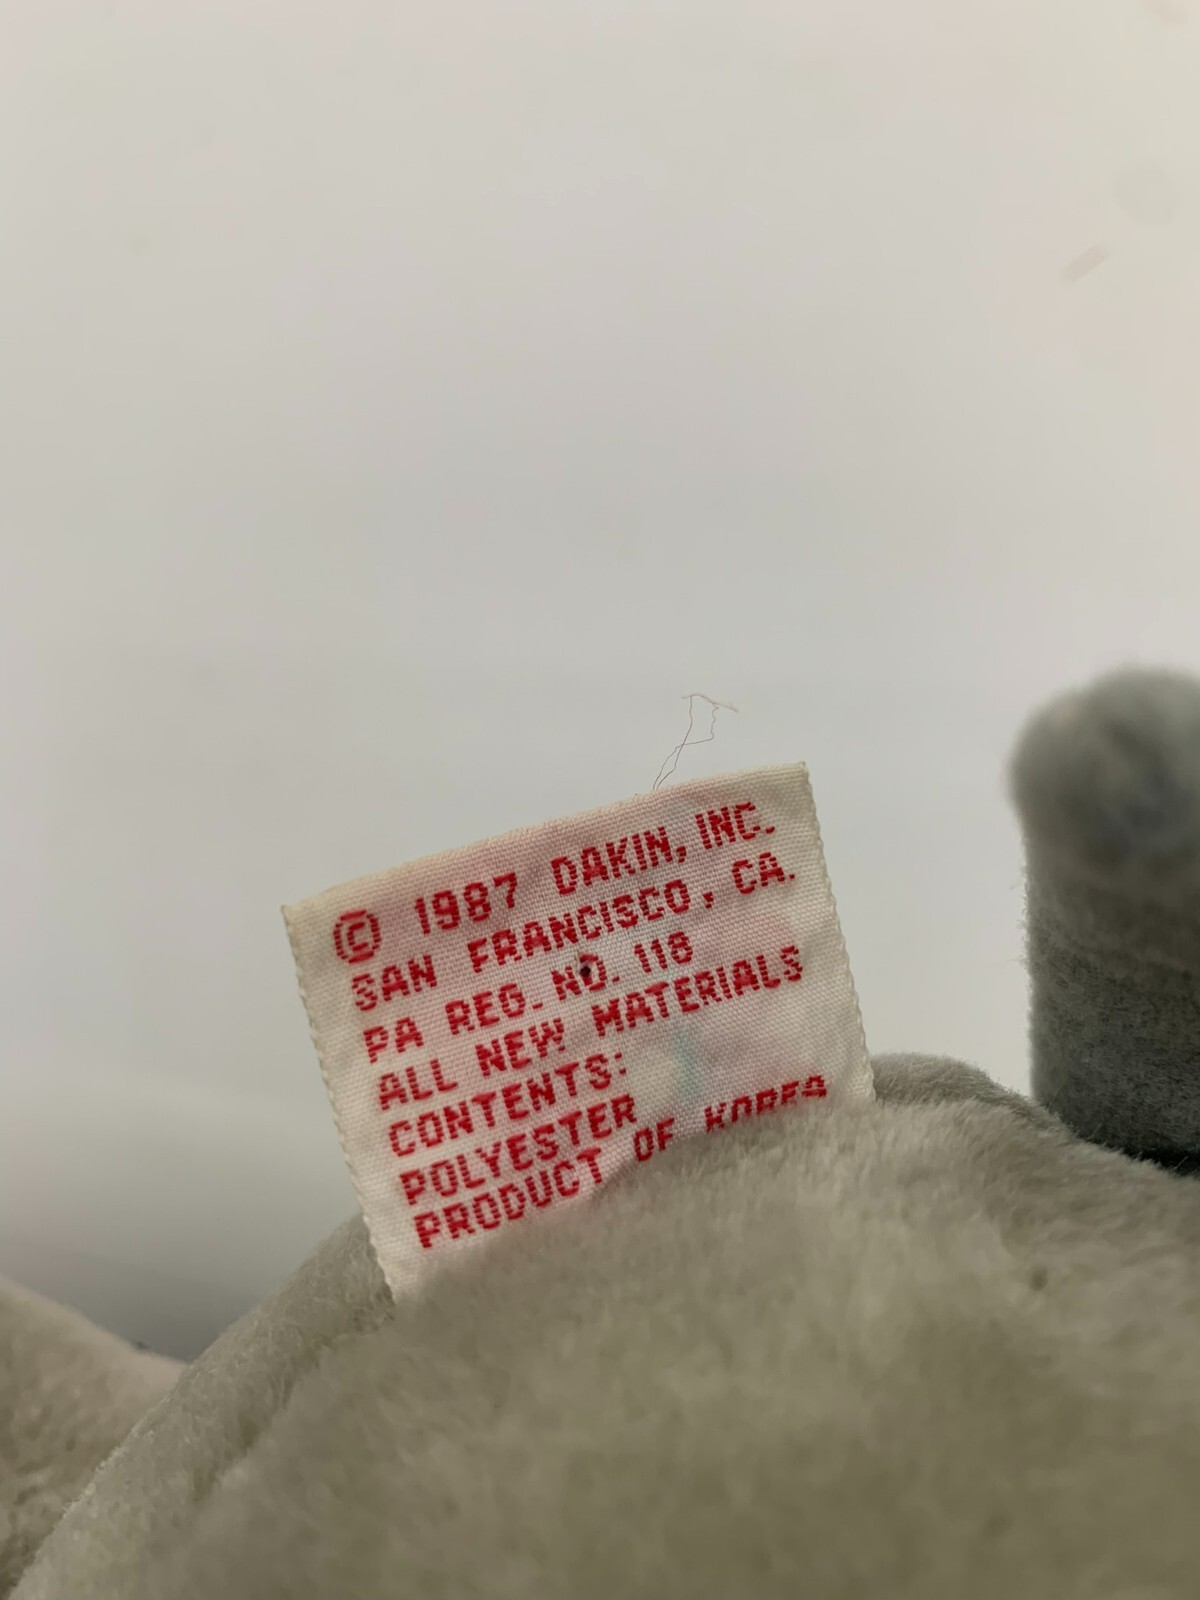 © 1987 DAKIN, INC.
SAN FRANCISCO, CA.
PA REG. NO. 118
ALL NEW MATERIALS
CONTENTS:
POLYESTER
PRODUCT OF KOREA